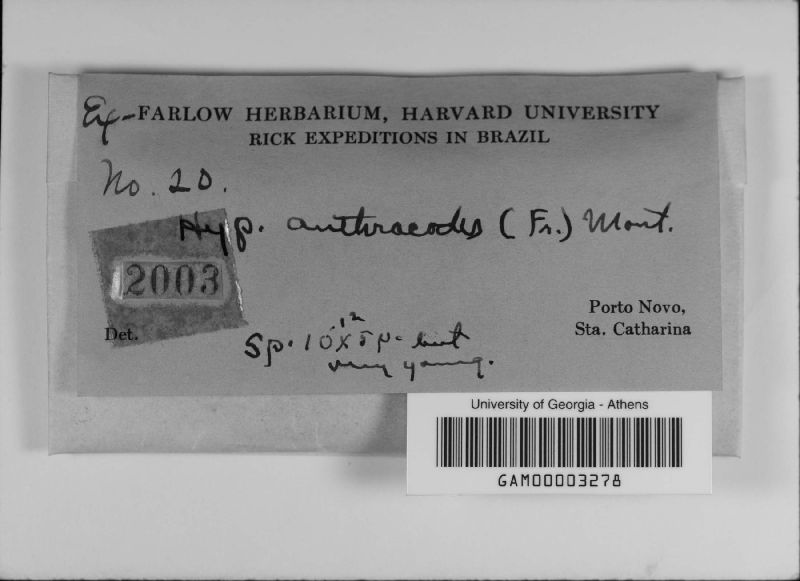 Ex-FARLOW HERBARIUM, HARVARD UNIVERSITY
RICK EXPEDITIONS IN BRAZIL
No. 20.
Hyp. anthracodes (Fr.) Mont.
2003
Porto Novo,
Sta. Catharina
Det.
12
Sp. 10 x 5 µ. but
very young.
University of Georgia - Athens
GAM00003278